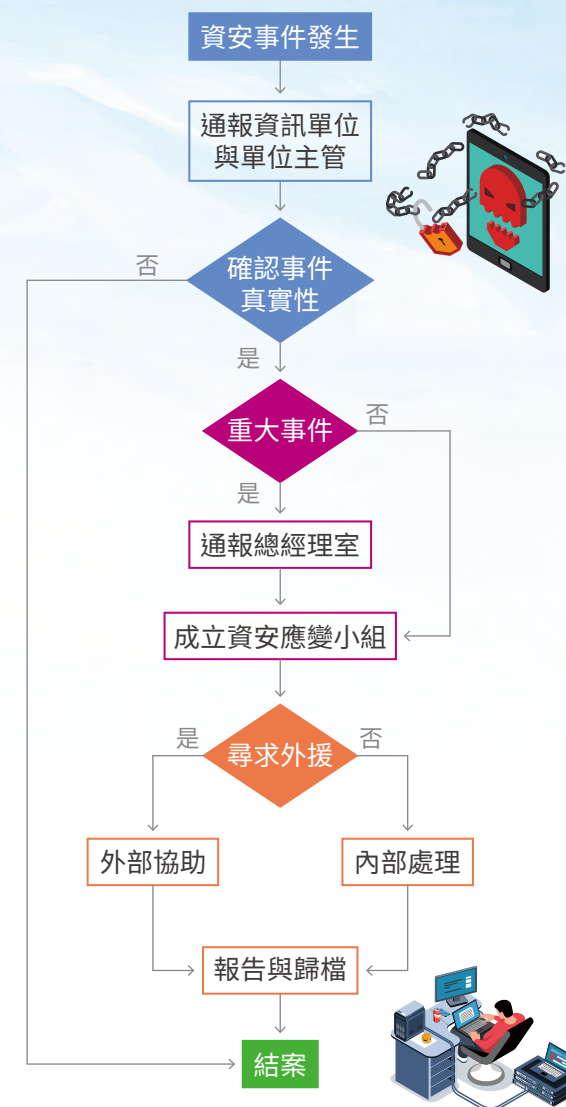 資安事件發生
通報資訊單位
與單位主管
否
確認事件
真實性
是
重大事件
否
是
通報總經理室
成立資安應變小組
是
尋求外援
否
外部協助
內部處理
報告與歸檔
結案